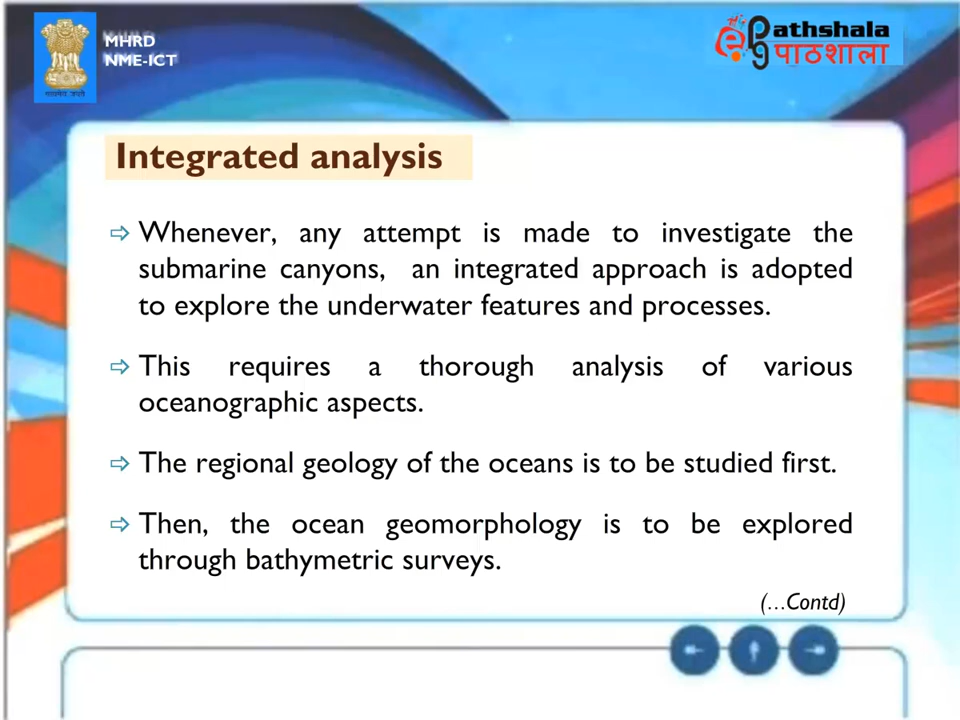 MHRD
NME-ICT
e pg athshala
पाठशाला
Integrated analysis
⇨ Whenever, any attempt is made to investigate the
submarine canyons, an integrated approach is adopted
to explore the underwater features and processes.
⇨ This requires a thorough analysis of various
oceanographic aspects.
⇨ The regional geology of the oceans is to be studied first.
⇨ Then, the ocean geomorphology is to be explored
through bathymetric surveys.
(...Contd)